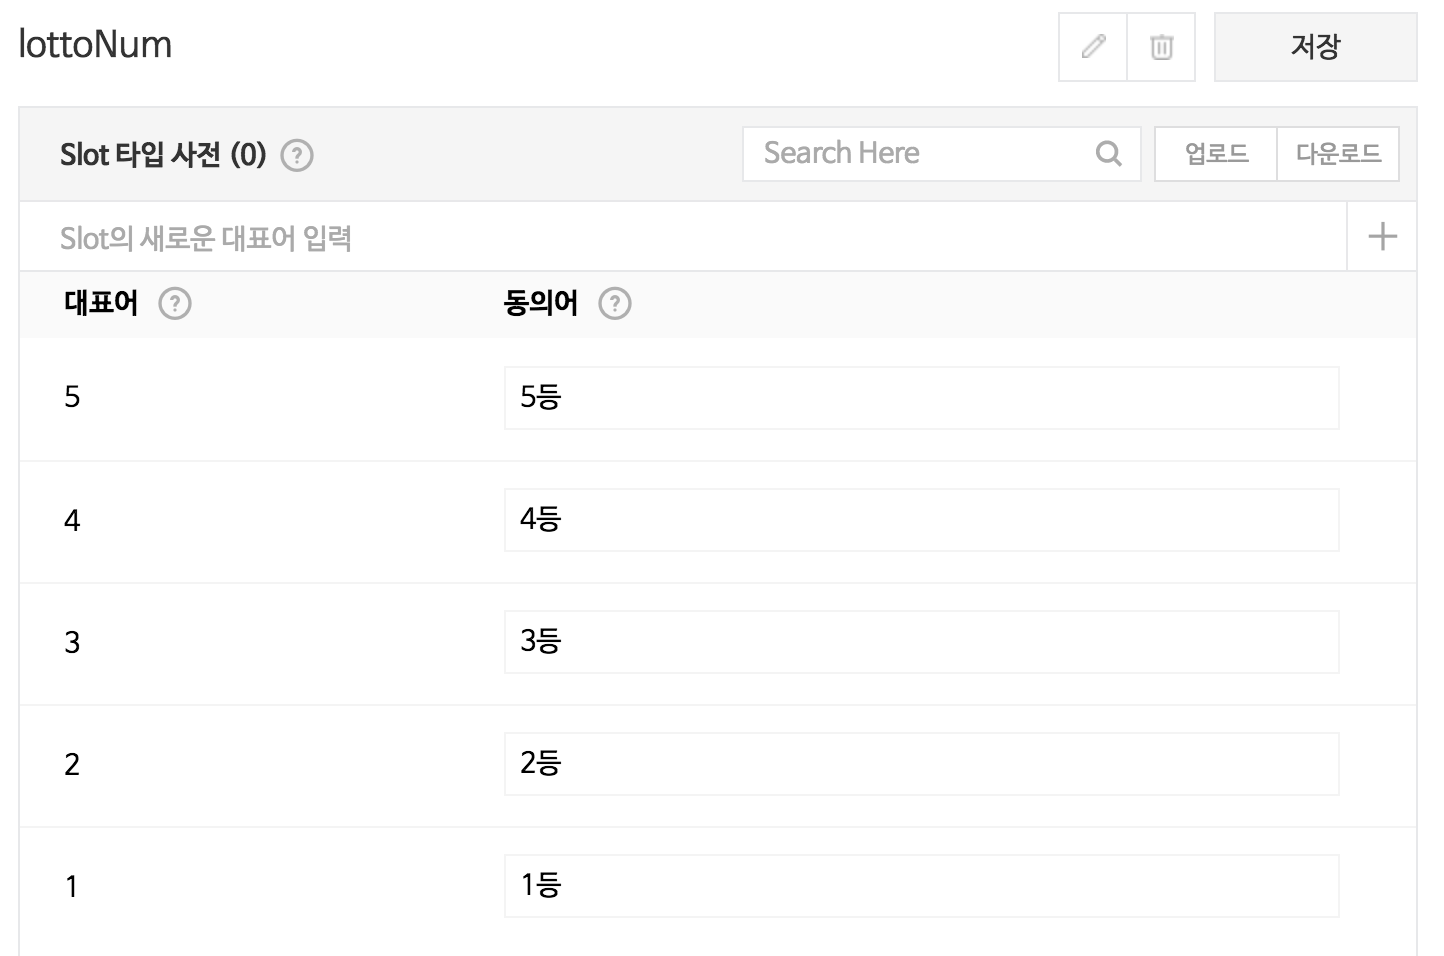 lottoNum
저장
Slot 타입 사전 (0) ?
Search Here
업로드 다운로드
Slot의 새로운 대표어 입력
대표어 ? 동의어 ?
5 5등
4 4등
3 3등
2 2등
1 1등